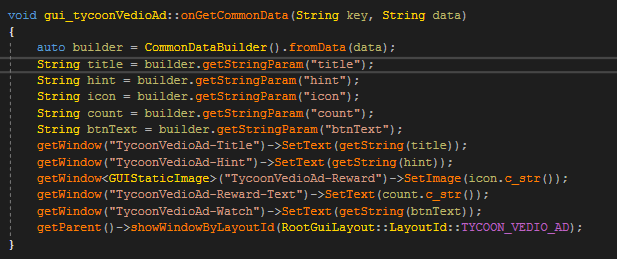 void gui_tycoonVedioAd::onGetCommonData(String key, String data)
{
    auto builder = CommonDataBuilder().fromData(data);
    String title = builder.getStringParam("title");
    String hint = builder.getStringParam("hint");
    String icon = builder.getStringParam("icon");
    String count = builder.getStringParam("count");
    String btnText = builder.getStringParam("btnText");
    getWindow("TycoonVedioAd-Title")->SetText(getString(title));
    getWindow("TycoonVedioAd-Hint")->SetText(getString(hint));
    getWindow<GUIStaticImage>("TycoonVedioAd-Reward")->SetImage(icon.c_str());
    getWindow("TycoonVedioAd-Reward-Text")->SetText(count.c_str());
    getWindow("TycoonVedioAd-Watch")->SetText(getString(btnText));
    getParent()->showWindowByLayoutId(RootGuiLayout::LayoutId::TYCOON_VEDIO_AD);
}